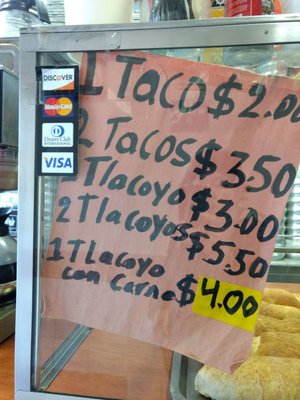 DISCOVER
MasterCard
Diners Club
INTERNATIONAL
VISA
1 Taco $2.00
2 Tacos $3.50
Tlacoyo $3.00
2 Tlacoyos $5.50
1 Tlacoyo
con Carne $4.00